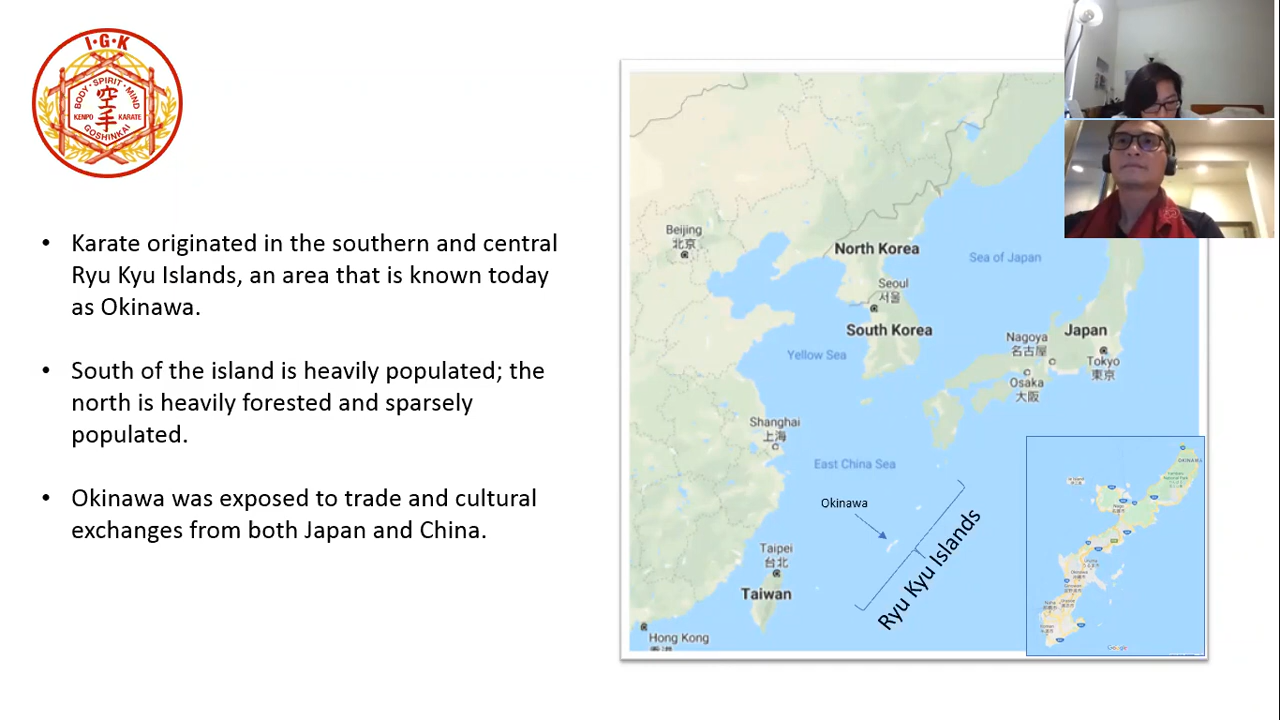 I·G·K
BODY·SPIRIT·MIND
空手
KENPO KARATE
GOSHINKAI
• Karate originated in the southern and central
Ryu Kyu Islands, an area that is known today
as Okinawa.
• South of the island is heavily populated; the
north is heavily forested and sparsely
populated.
• Okinawa was exposed to trade and cultural
exchanges from both Japan and China.
Beijing
北京
North Korea
Sea of Japan
Seoul
서울
South Korea
Japan
Nagoya
名古屋
Tokyo
東京
Yellow Sea
Osaka
大阪
Shanghai
上海
East China Sea
Okinawa
Ryu Kyu Islands
Taipei
台北
Taiwan
Hong Kong
OKINAWA
Google